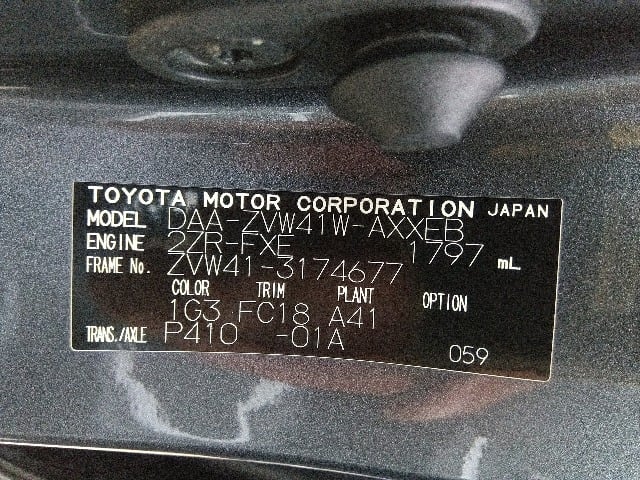 TOYOTA MOTOR CORPORATION JAPAN
MODEL DAA-ZVW41W-AXXEB
ENGINE 2ZR-FXE 1797 mL
FRAME No. ZVW41-3174677
COLOR TRIM PLANT OPTION
1G3 FC18 A41
TRANS./AXLE P410 -01A
059